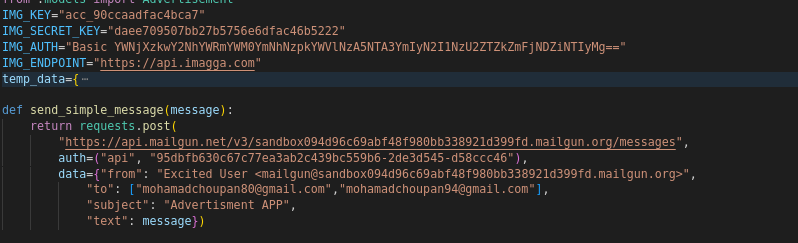 from .models import Advertisement
IMG_KEY="acc_90ccaadfac4bca7"
IMG_SECRET_KEY="daee709507bb27b5756e6dfac46b5222"
IMG_AUTH="Basic YWNjXzkwY2NhYWRmYWM0YmNhNzpkYWVlNzA5NTA3YmIyN2I1NzU2ZTZkZmFjNDZiNTIyMg=="
IMG_ENDPOINT="https://api.imagga.com"
temp_data={⋯
def send_simple_message(message):
return requests.post(
"https://api.mailgun.net/v3/sandbox094d96c69abf48f980bb338921d399fd.mailgun.org/messages",
auth=("api", "95dbfb630c67c77ea3ab2c439bc559b6-2de3d545-d58ccc46"),
data={"from": "Excited User <mailgun@sandbox094d96c69abf48f980bb338921d399fd.mailgun.org>",
"to": ["mohamadchoupan80@gmail.com","mohamadchoupan94@gmail.com"],
"subject": "Advertisment APP",
"text": message})